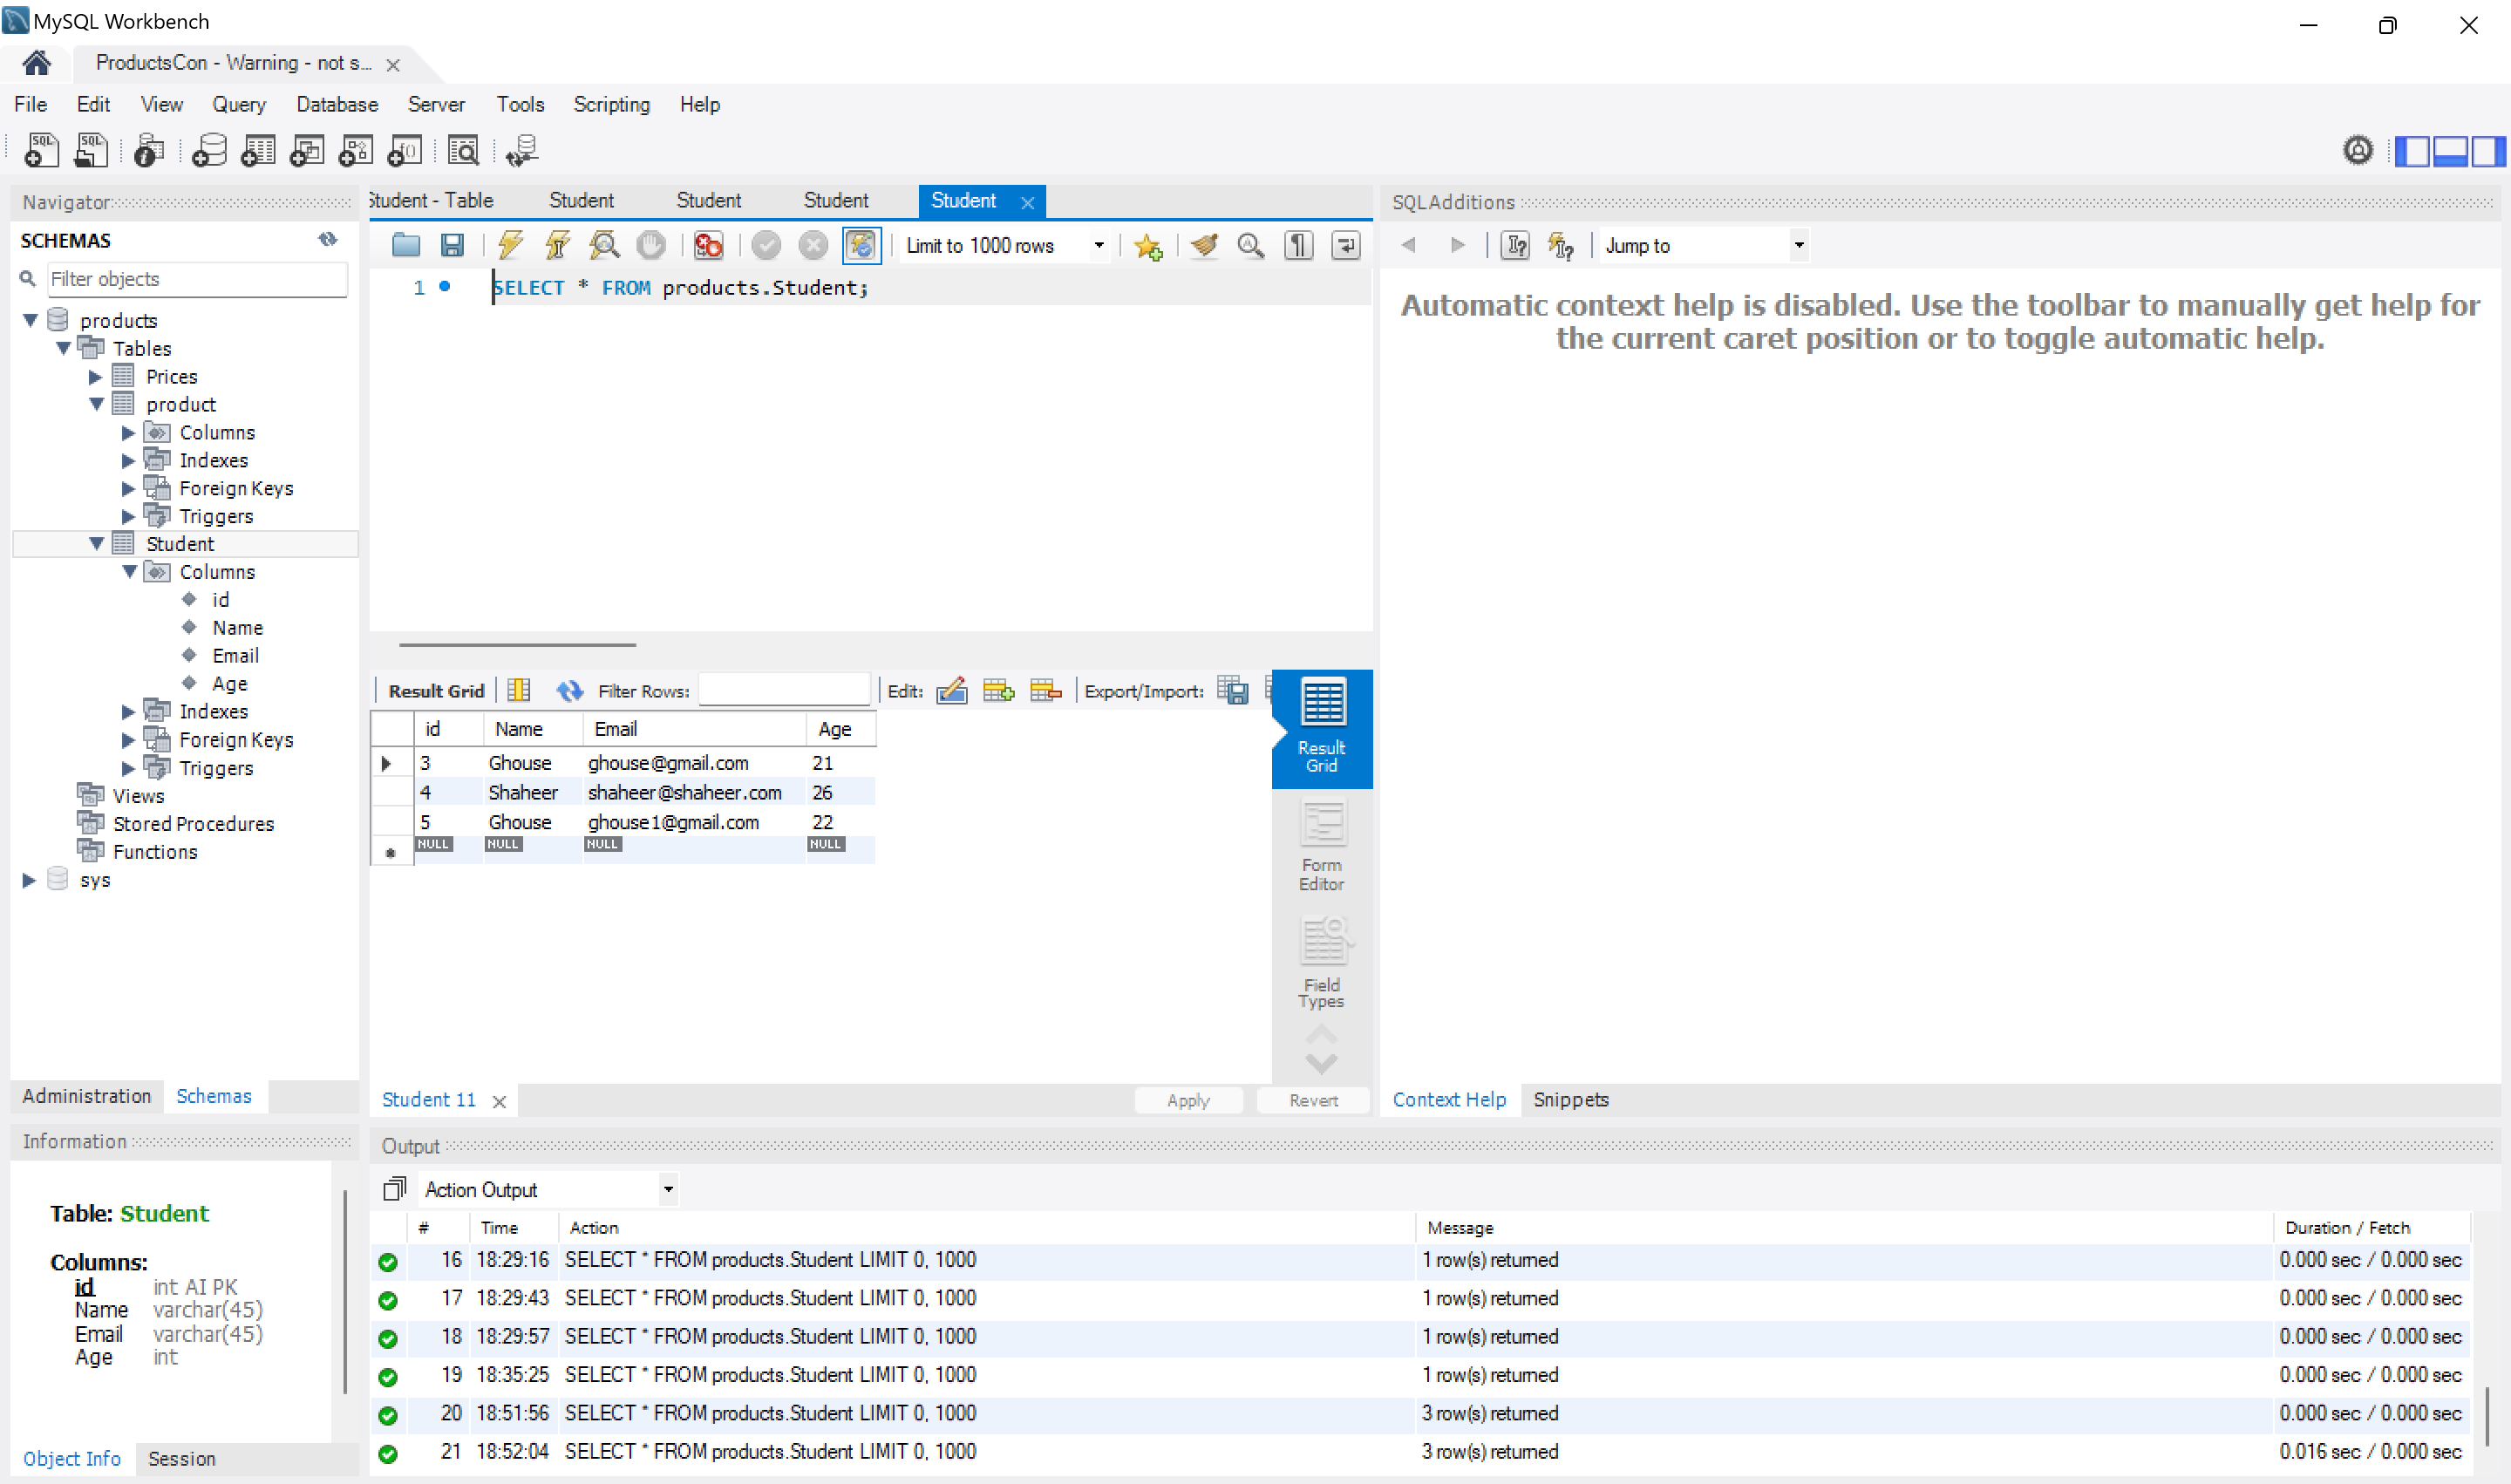 MySQL Workbench
ProductsCon - Warning - not s...
File Edit View Query Database Server Tools Scripting Help
Navigator
SCHEMAS
Filter objects
products
Tables
Prices
product
Columns
Indexes
Foreign Keys
Triggers
Student
Columns
id
Name
Email
Age
Indexes
Foreign Keys
Triggers
Views
Stored Procedures
Functions
sys
Administration Schemas
Information
Table: Student
Columns:
id int AI PK
Name varchar(45)
Email varchar(45)
Age int
Object Info Session
Student - Table Student Student Student Student
Limit to 1000 rows
1 SELECT * FROM products.Student;
Result Grid Filter Rows: Edit: Export/Import:
id Name Email Age
3 Ghouse ghouse@gmail.com 21
4 Shaheer shaheer@shaheer.com 26
5 Ghouse ghouse1@gmail.com 22
NULL NULL NULL NULL
Result
Grid
Form
Editor
Field
Types
Student 11 Apply Revert
SQLAdditions
Jump to
Automatic context help is disabled. Use the toolbar to manually get help for
the current caret position or to toggle automatic help.
Context Help Snippets
Output
Action Output
# Time Action Message Duration / Fetch
16 18:29:16 SELECT * FROM products.Student LIMIT 0, 1000 1 row(s) returned 0.000 sec / 0.000 sec
17 18:29:43 SELECT * FROM products.Student LIMIT 0, 1000 1 row(s) returned 0.000 sec / 0.000 sec
18 18:29:57 SELECT * FROM products.Student LIMIT 0, 1000 1 row(s) returned 0.000 sec / 0.000 sec
19 18:35:25 SELECT * FROM products.Student LIMIT 0, 1000 1 row(s) returned 0.000 sec / 0.000 sec
20 18:51:56 SELECT * FROM products.Student LIMIT 0, 1000 3 row(s) returned 0.000 sec / 0.000 sec
21 18:52:04 SELECT * FROM products.Student LIMIT 0, 1000 3 row(s) returned 0.016 sec / 0.000 sec